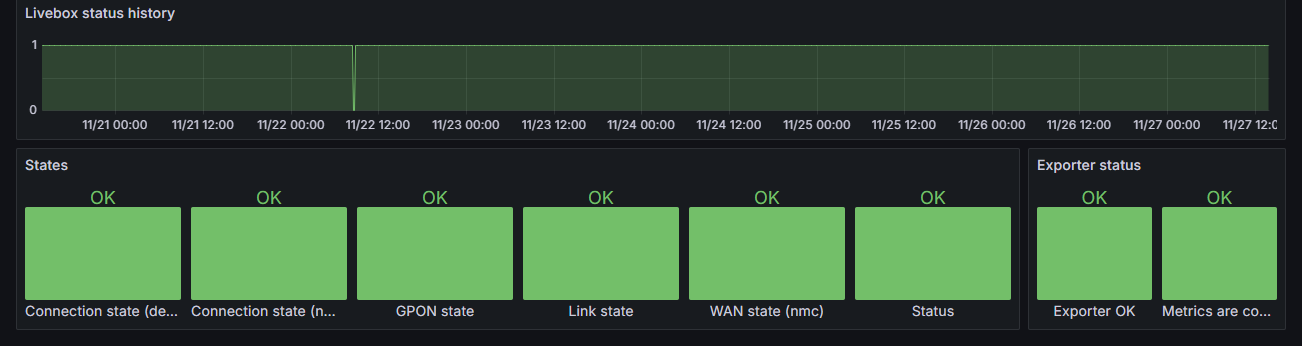 Livebox status history
1
0
11/21 00:00 11/21 12:00 11/22 00:00 11/22 12:00 11/23 00:00 11/23 12:00 11/24 00:00 11/24 12:00 11/25 00:00 11/25 12:00 11/26 00:00 11/26 12:00 11/27 00:00 11/27 12:0
States
OK OK OK OK OK OK
Connection state (de... Connection state (n... GPON state Link state WAN state (nmc) Status
Exporter status
OK OK
Exporter OK Metrics are co...